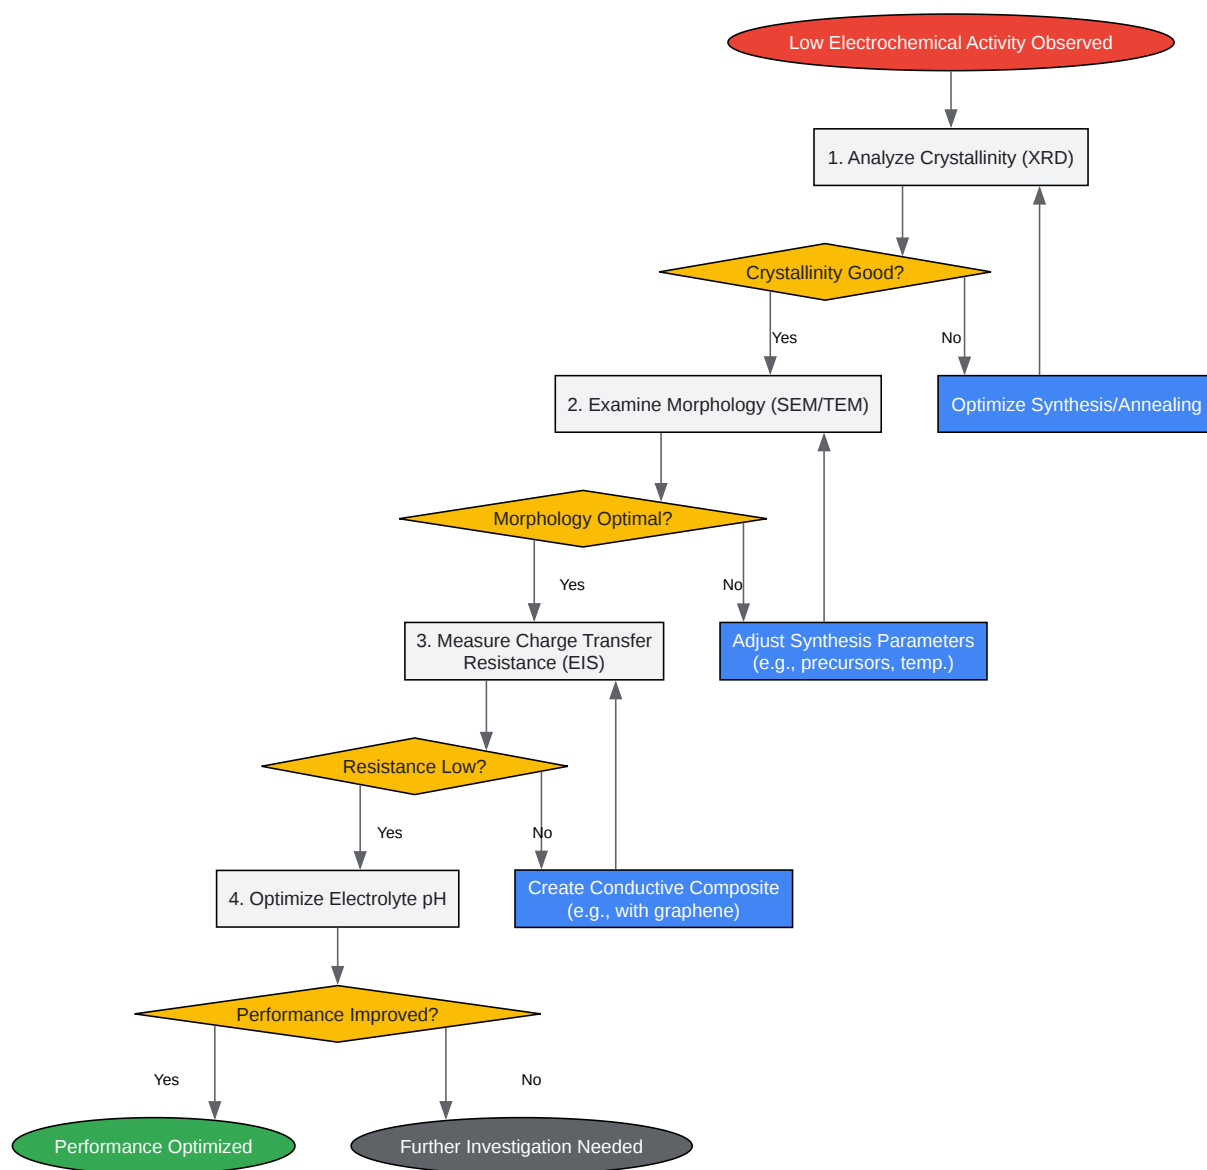 Low Electrochemical Activity Observed
1. Analyze Crystallinity (XRD)
Crystallinity Good?
Yes
No
2. Examine Morphology (SEM/TEM)
Optimize Synthesis/Annealing
Morphology Optimal?
Yes
No
3. Measure Charge Transfer
Resistance (EIS)
Adjust Synthesis Parameters
(e.g., precursors, temp.)
Resistance Low?
Yes
No
4. Optimize Electrolyte pH
Create Conductive Composite
(e.g., with graphene)
Performance Improved?
Yes
No
Performance Optimized
Further Investigation Needed